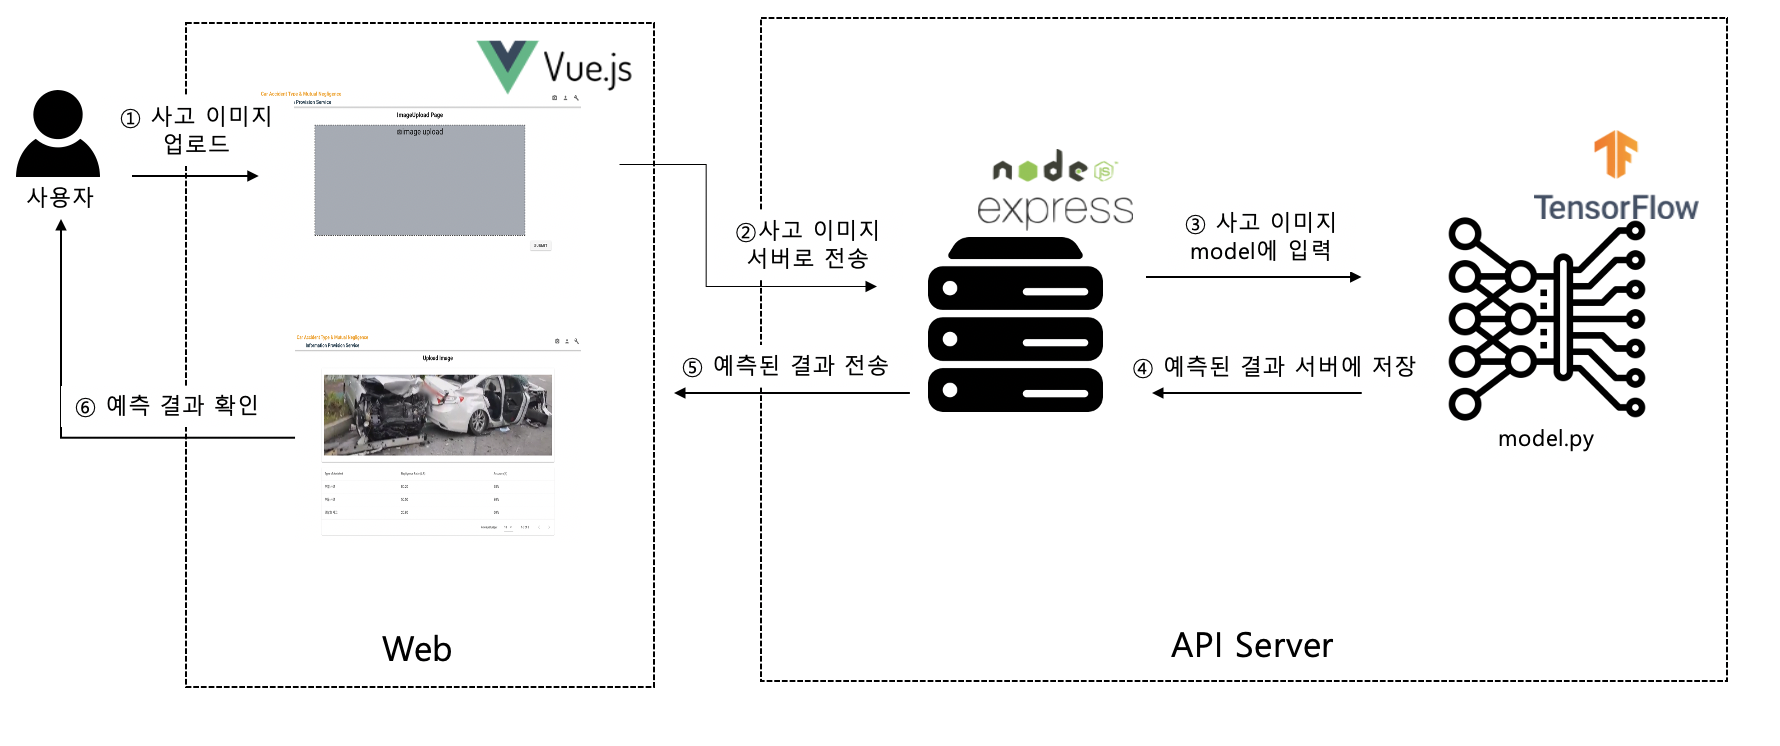 Vue.js
Car Accident Type & Mutual Negligence
Provision Service
ImageUpload Page
image upload
SUBMIT
① 사고 이미지
업로드
사용자
②사고 이미지
서버로 전송
node
JS
express
③ 사고 이미지
model에 입력
TensorFlow
Car Accident Type & Mutual Negligence
Information Provision Service
Upload Image
⑤ 예측된 결과 전송
④ 예측된 결과 서버에 저장
⑥ 예측 결과 확인
model.py
Web
API Server